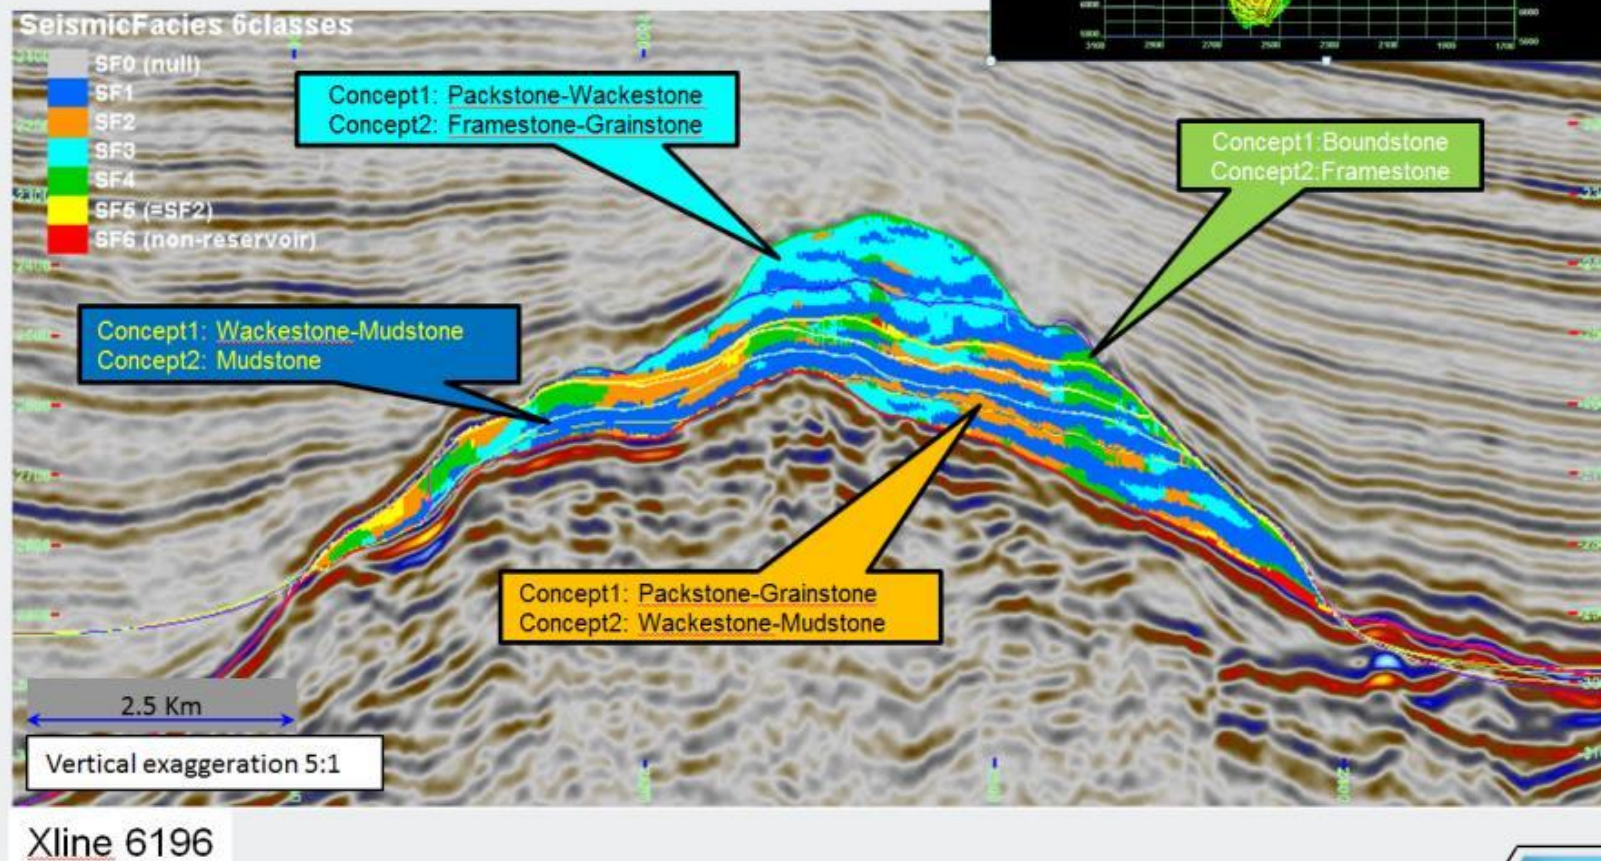 SeismicFacies 6classes
SF0 (null)
SF1
SF2
SF3
SF4
SF5 (=SF2)
SF6 (non-reservoir)
Concept1: Packstone-Wackestone
Concept2: Framestone-Grainstone
Concept1:Boundstone
Concept2:Framestone
Concept1: Wackestone-Mudstone
Concept2: Mudstone
Concept1: Packstone-Grainstone
Concept2: Wackestone-Mudstone
2.5 Km
Vertical exaggeration 5:1
Xline 6196